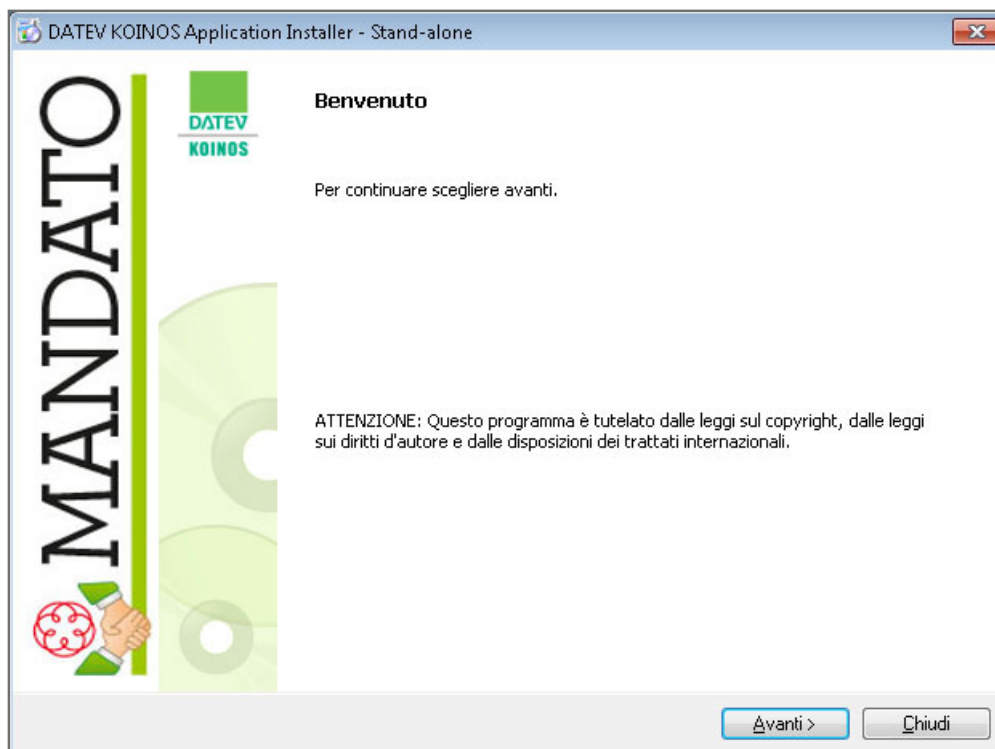 DATEV KOINOS Application Installer - Stand-alone
MANDATO
DATEV
KOINOS
Benvenuto
Per continuare scegliere avanti.
ATTENZIONE: Questo programma è tutelato dalle leggi sul copyright, dalle leggi
sui diritti d'autore e dalle disposizioni dei trattati internazionali.
Avanti >
Chiudi